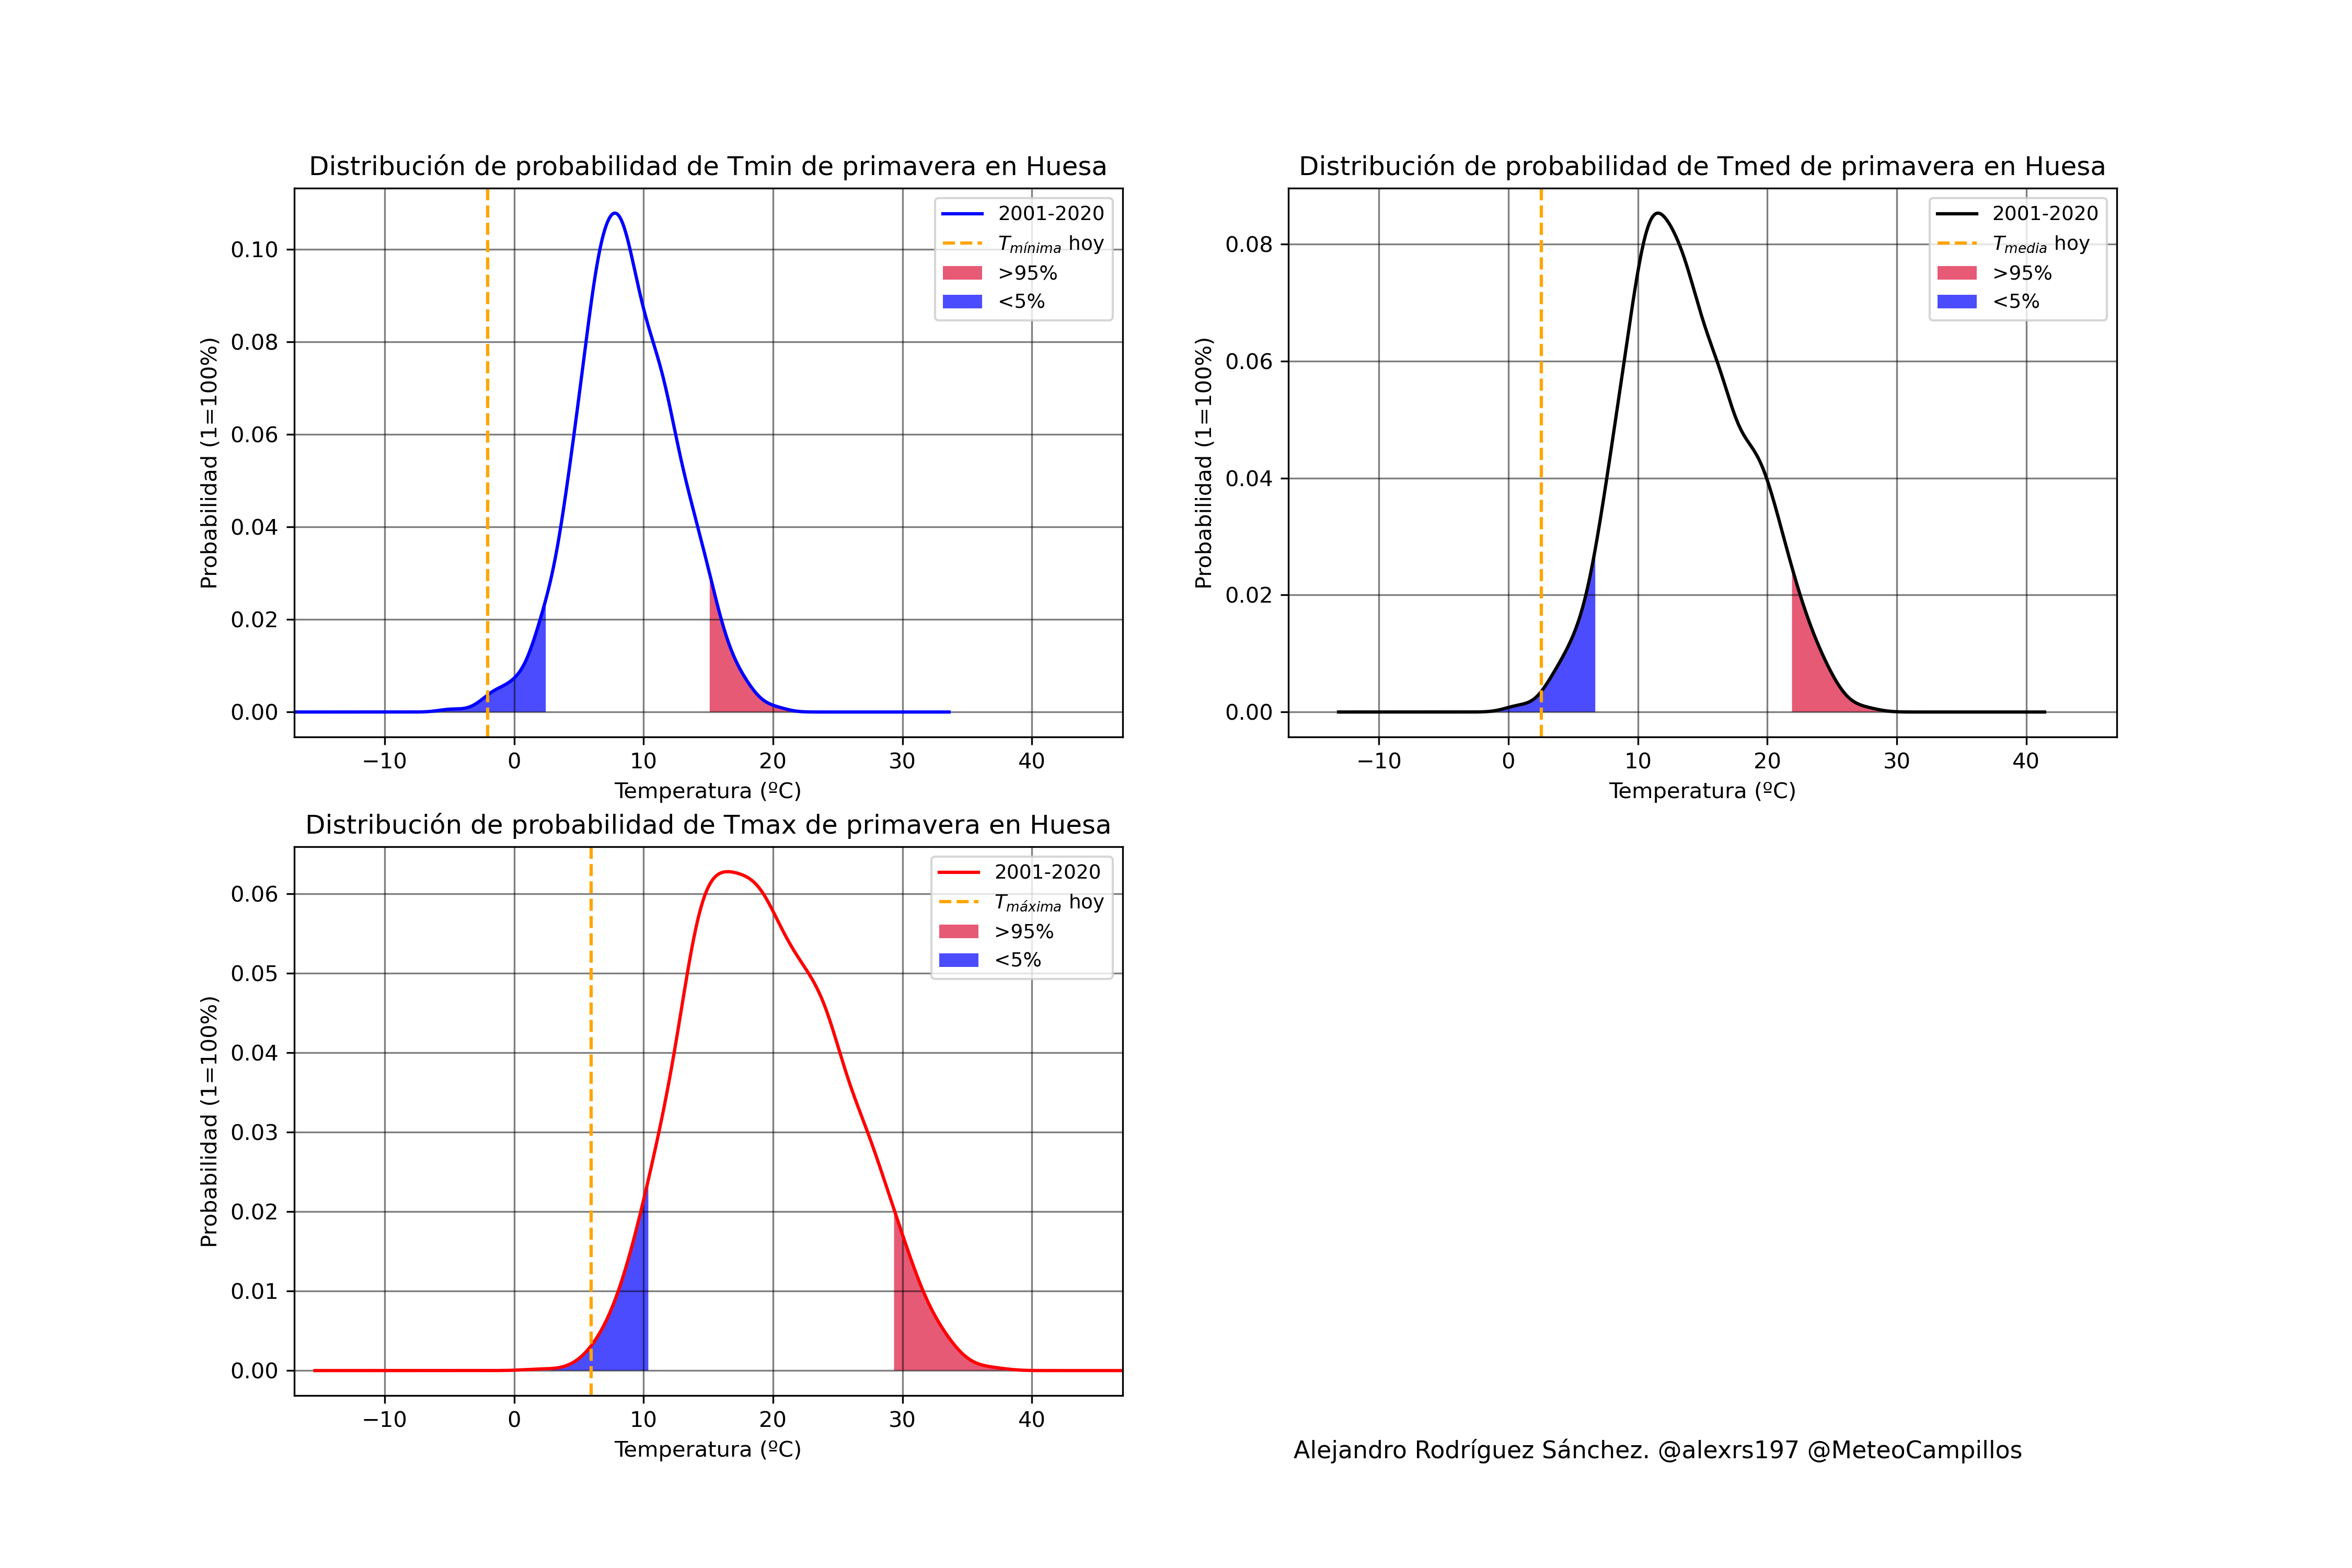 Distribución de probabilidad de Tmin de primavera en Huesa
Probabilidad (1=100%)
0.10
0.08
0.06
0.04
0.02
0.00
−10 0 10 20 30 40
Temperatura (ºC)
2001-2020
Tmínima hoy
>95%
<5%
Distribución de probabilidad de Tmed de primavera en Huesa
Probabilidad (1=100%)
0.08
0.06
0.04
0.02
0.00
−10 0 10 20 30 40
Temperatura (ºC)
2001-2020
Tmedia hoy
>95%
<5%
Distribución de probabilidad de Tmax de primavera en Huesa
Probabilidad (1=100%)
0.06
0.05
0.04
0.03
0.02
0.01
0.00
−10 0 10 20 30 40
Temperatura (ºC)
2001-2020
Tmáxima hoy
>95%
<5%
Alejandro Rodríguez Sánchez. @alexrs197 @MeteoCampillos